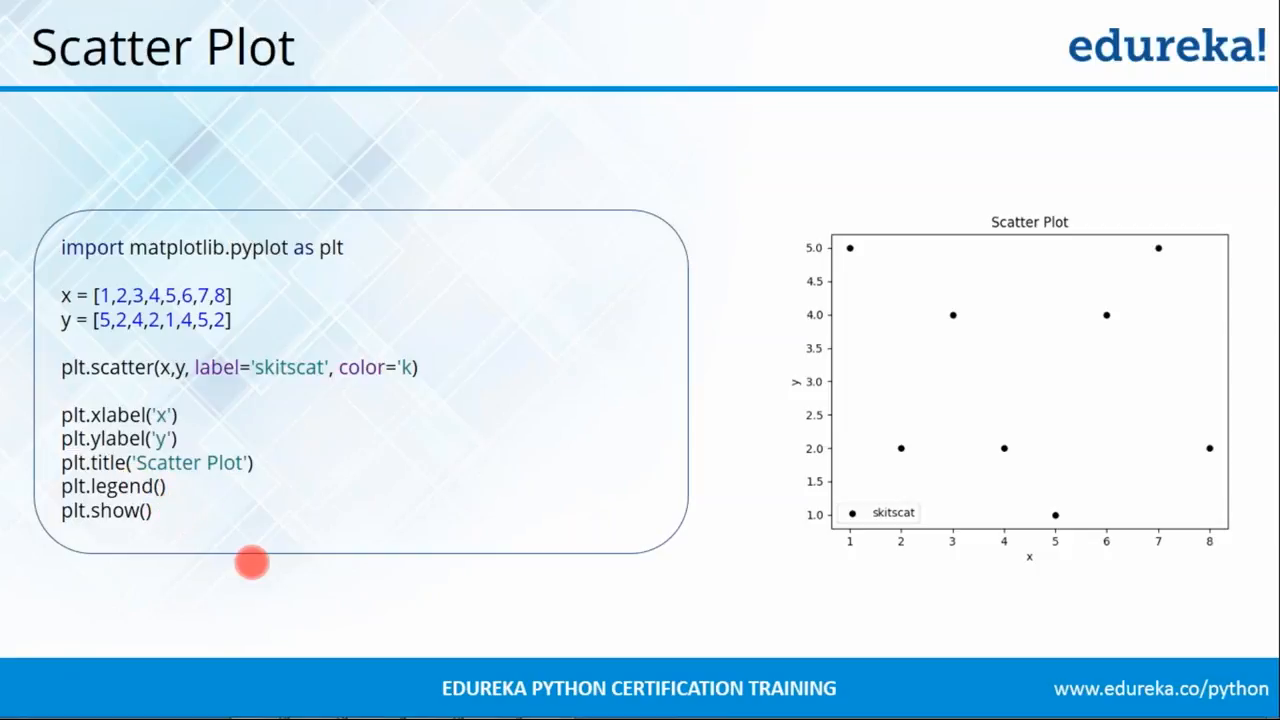 Scatter Plot
edureka!
import matplotlib.pyplot as plt
x = [1,2,3,4,5,6,7,8]
y = [5,2,4,2,1,4,5,2]
plt.scatter(x,y, label='skitscat', color='k)
plt.xlabel('x')
plt.ylabel('y')
plt.title('Scatter Plot')
plt.legend()
plt.show()
Scatter Plot
5.0
4.5
4.0
3.5
3.0
2.5
2.0
1.5
1.0
y
skitscat
1 2 3 4 5 6 7 8
x
EDUREKA PYTHON CERTIFICATION TRAINING
www.edureka.co/python